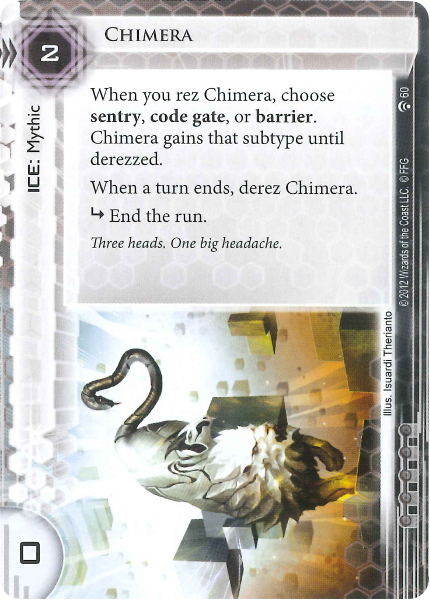 CHIMERA
2
ICE: Mythic
When you rez Chimera, choose
sentry, code gate, or barrier.
Chimera gains that subtype until
derezzed.
When a turn ends, derez Chimera.
↳ End the run.
Three heads. One big headache.
60
© 2012 Wizards of the Coast LLC. © FFG
Illus. Isuardi Therianto
0